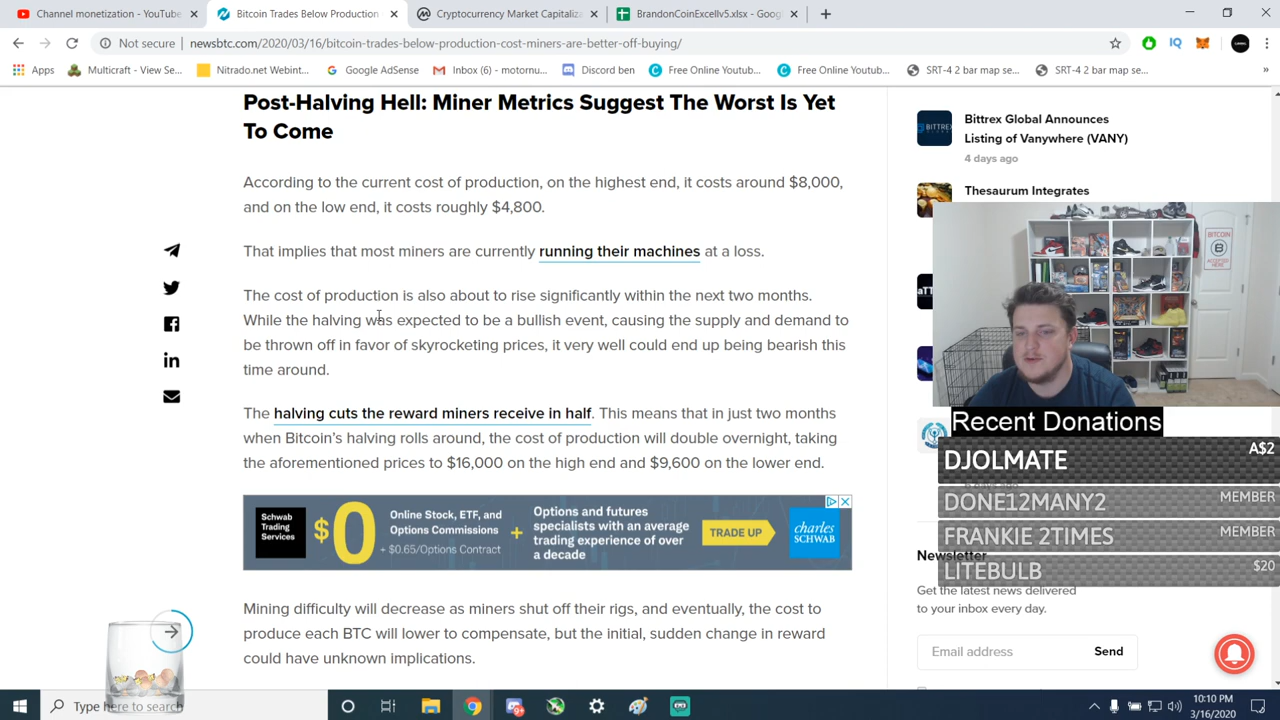 Channel monetization - YouTube
Bitcoin Trades Below Production
Cryptocurrency Market Capitaliza
BrandonCoinExcellv5.xlsx - Goog
Not secure
newsbtc.com/2020/03/16/bitcoin-trades-below-production-cost-miners-are-better-off-buying/
Apps
Multicraft - View Se...
Nitrado.net Webint...
Google AdSense
Inbox (6) - motornu...
Discord ben
Free Online Youtub...
Free Online Youtub...
SRT-4 2 bar map se...
SRT-4 2 bar map se...
Post-Halving Hell: Miner Metrics Suggest The Worst Is Yet
To Come
According to the current cost of production, on the highest end, it costs around $8,000,
and on the low end, it costs roughly $4,800.
That implies that most miners are currently running their machines at a loss.
The cost of production is also about to rise significantly within the next two months.
While the halving was expected to be a bullish event, causing the supply and demand to
be thrown off in favor of skyrocketing prices, it very well could end up being bearish this
time around.
The halving cuts the reward miners receive in half. This means that in just two months
when Bitcoin's halving rolls around, the cost of production will double overnight, taking
the aforementioned prices to $16,000 on the high end and $9,600 on the lower end.
Schwab
Trading
Services
$0
Online Stock, ETF, and
Options Commissions
+ $0.65/Options Contract
+
Options and futures
specialists with an average
trading experience of over
a decade
TRADE UP
charles
SCHWAB
Mining difficulty will decrease as miners shut off their rigs, and eventually, the cost to
produce each BTC will lower to compensate, but the initial, sudden change in reward
could have unknown implications.
BITTREX
Bittrex Global Announces
Listing of Vanywhere (VANY)
4 days ago
Thesaurum Integrates
BITCOIN
Recent Donations
DJOLMATE A$2
DONE12MANY2 MEMBER
FRANKIE 2TIMES MEMBER
LITEBULB $20
Newsletter
Get the latest news delivered
to your inbox every day.
Email address
Send
Type here to search
10:10 PM
3/16/2020